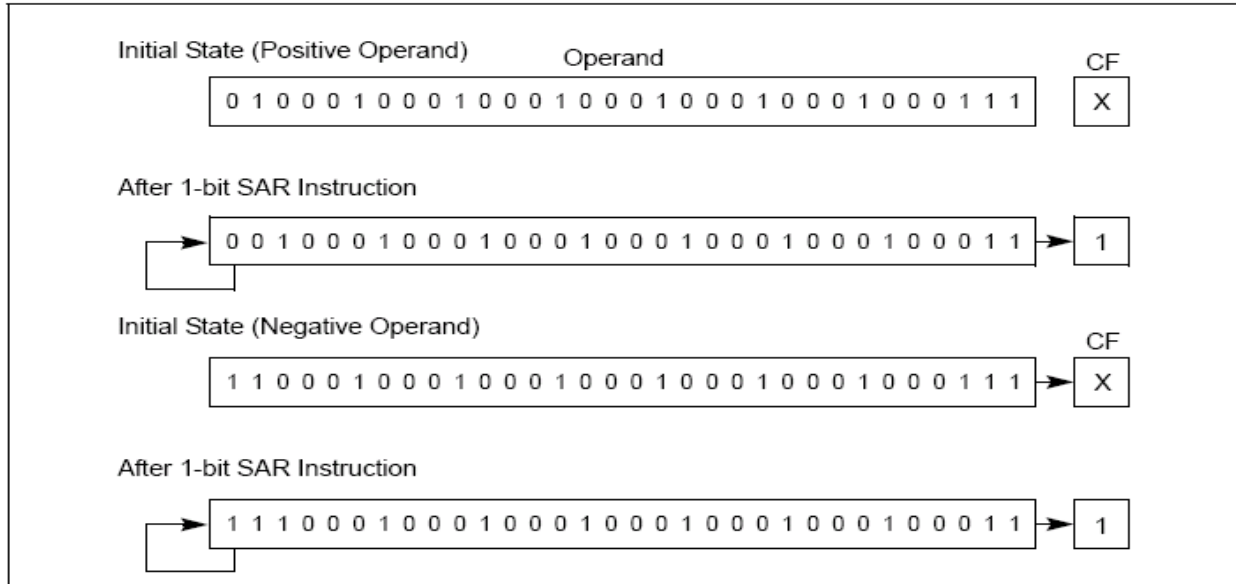 Initial State (Positive Operand) Operand CF
0 1 0 0 0 1 0 0 0 1 0 0 0 1 0 0 0 1 0 0 0 1 0 0 0 1 0 0 0 1 1 1 X
After 1-bit SAR Instruction
0 0 1 0 0 0 1 0 0 0 1 0 0 0 1 0 0 0 1 0 0 0 1 0 0 0 1 0 0 0 1 1 1
Initial State (Negative Operand) CF
1 1 0 0 0 1 0 0 0 1 0 0 0 1 0 0 0 1 0 0 0 1 0 0 0 1 0 0 0 1 1 1 X
After 1-bit SAR Instruction
1 1 1 0 0 0 1 0 0 0 1 0 0 0 1 0 0 0 1 0 0 0 1 0 0 0 1 0 0 0 1 1 1